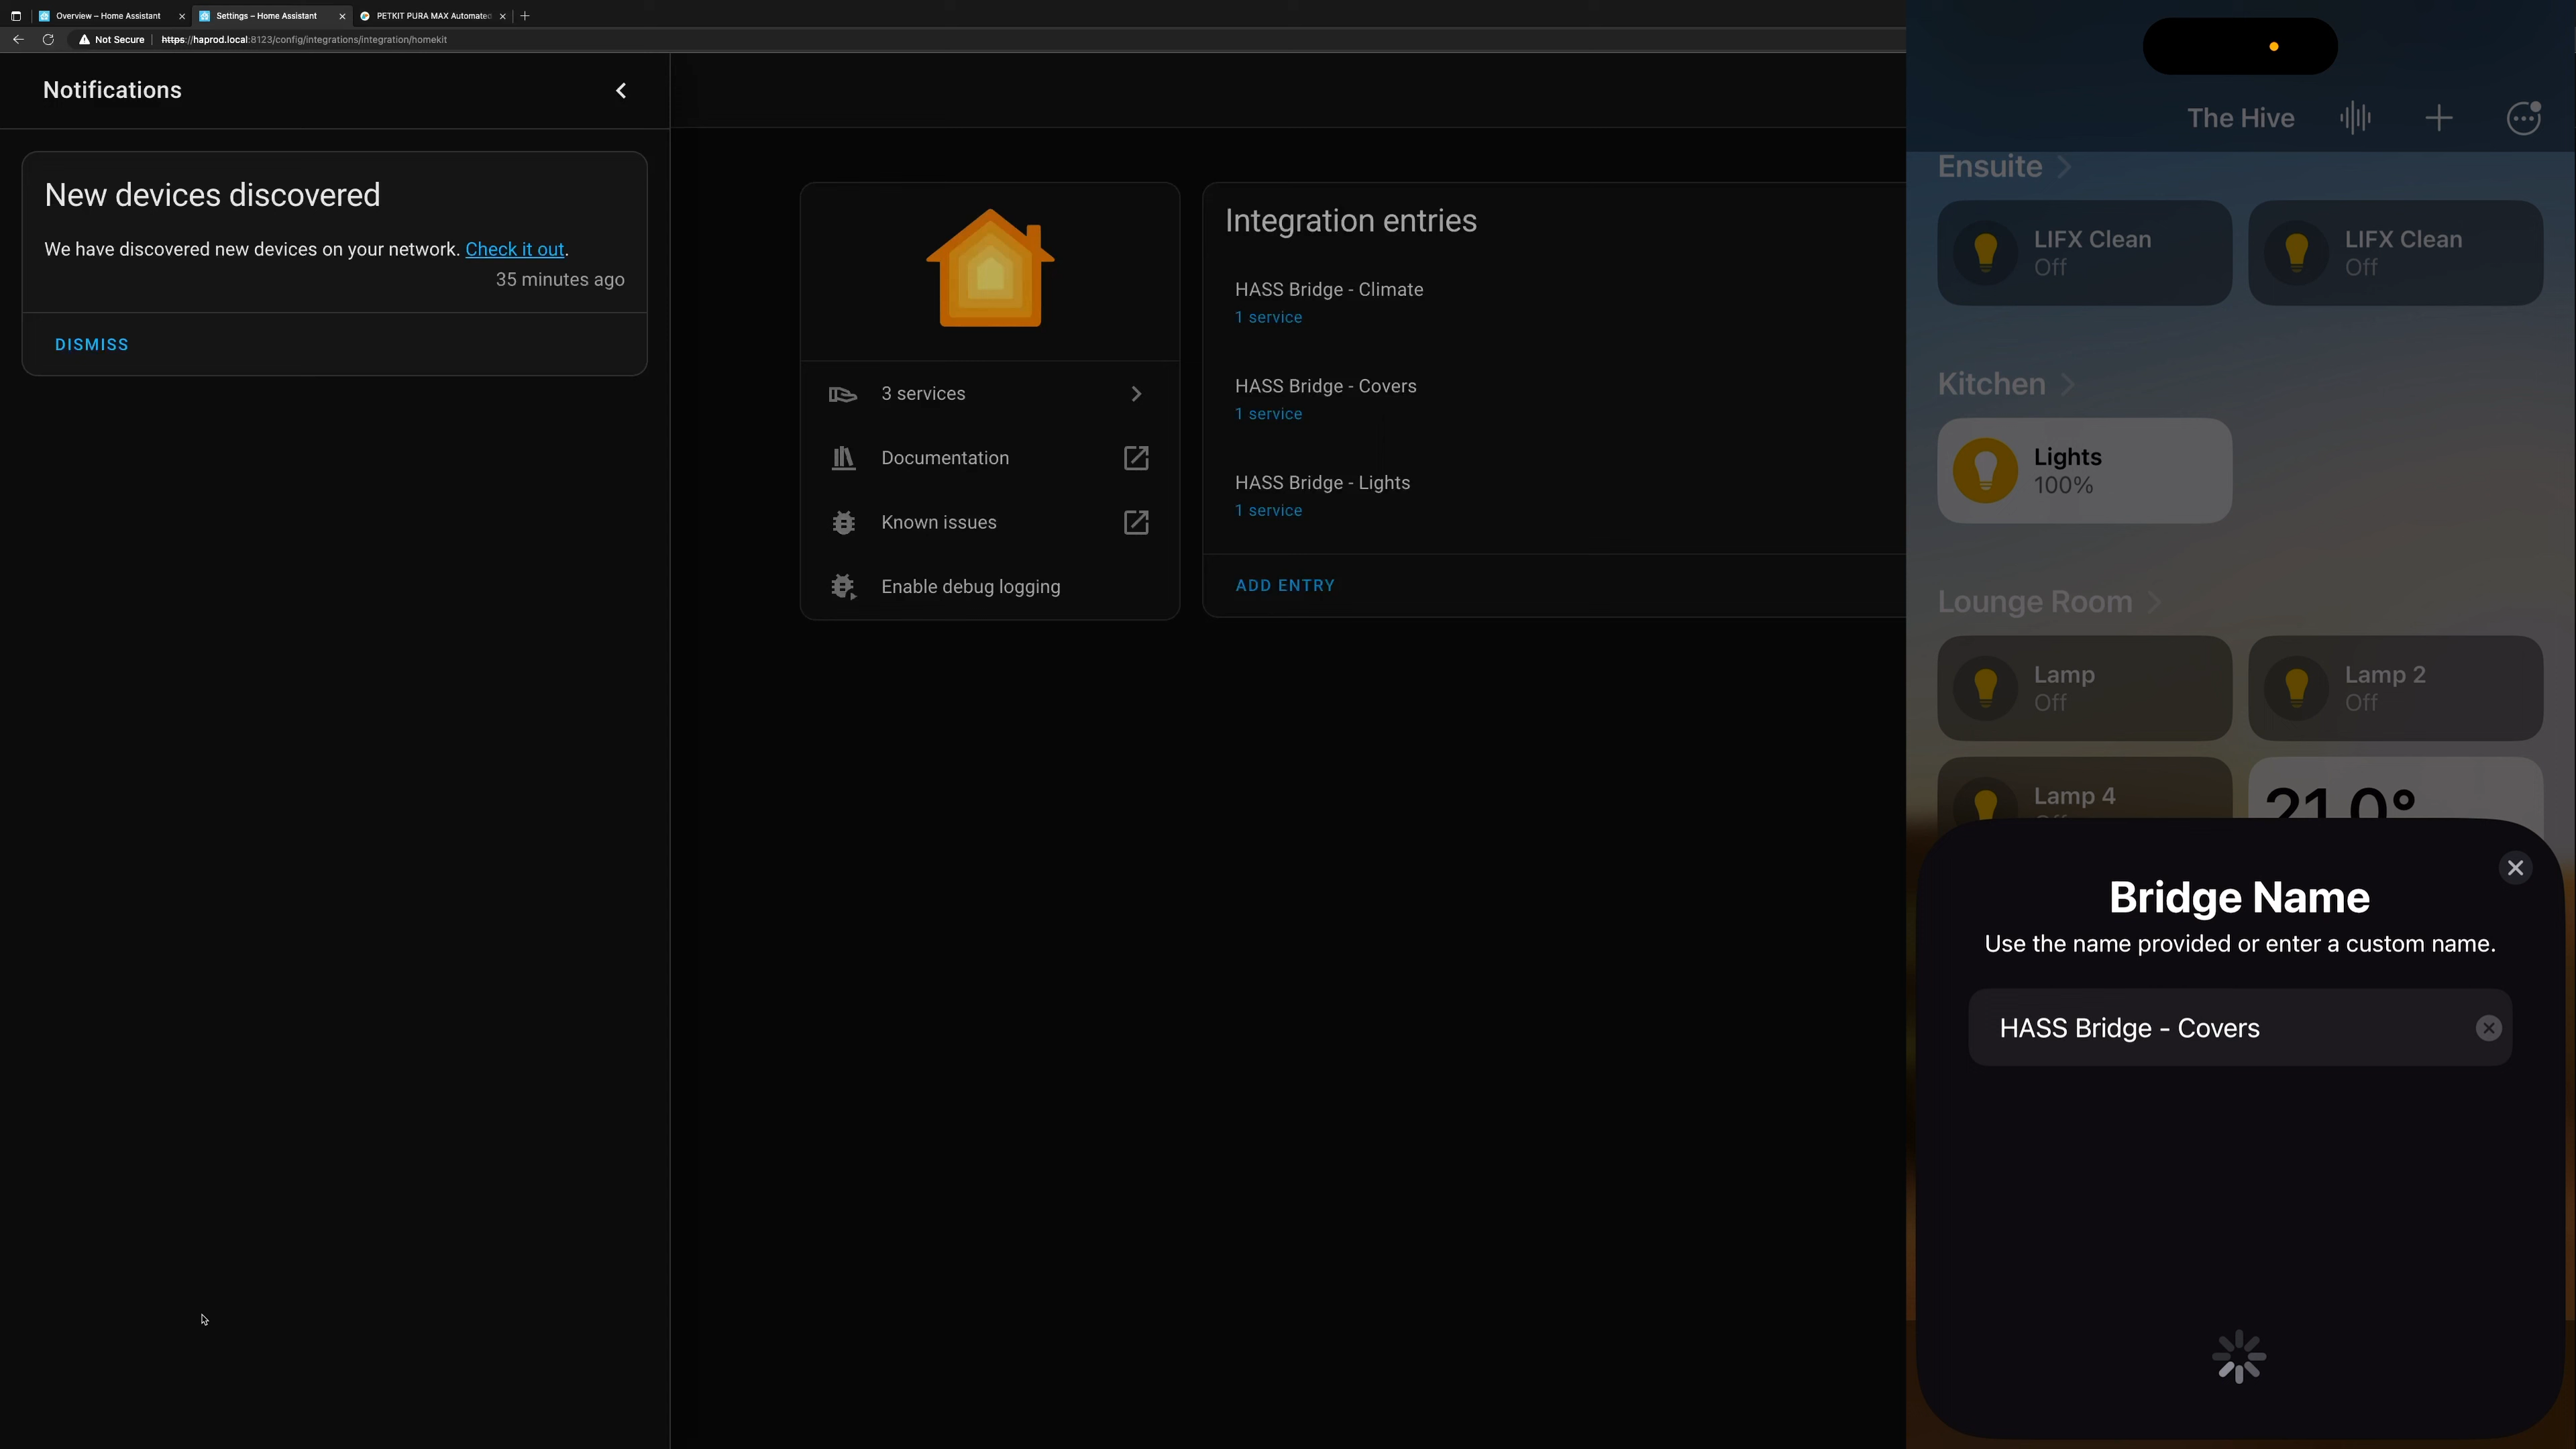 Overview – Home Assistant
Settings – Home Assistant
PETKIT PURA MAX Automated
Not Secure
https://haprod.local:8123/config/integrations/integration/homekit
Notifications
New devices discovered
We have discovered new devices on your network. Check it out.
35 minutes ago
DISMISS
3 services
Documentation
Known issues
Enable debug logging
Integration entries
HASS Bridge - Climate
1 service
HASS Bridge - Covers
1 service
HASS Bridge - Lights
1 service
ADD ENTRY
The Hive
Ensuite
LIFX Clean
Off
LIFX Clean
Off
Kitchen
Lights
100%
Lounge Room
Lamp
Off
Lamp 2
Off
Lamp 4
21.0°
Bridge Name
Use the name provided or enter a custom name.
HASS Bridge - Covers